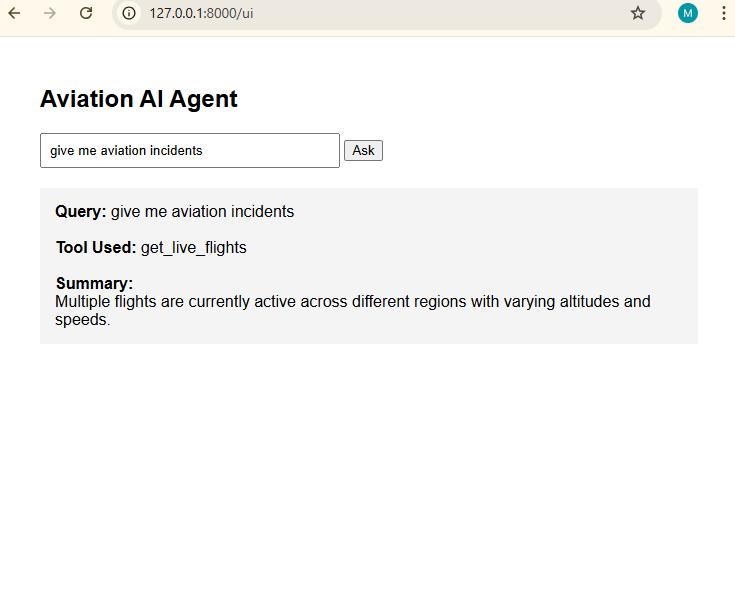 127.0.0.1:8000/ui
M
Aviation AI Agent
give me aviation incidents
Ask
Query: give me aviation incidents
Tool Used: get_live_flights
Summary:
Multiple flights are currently active across different regions with varying altitudes and
speeds.